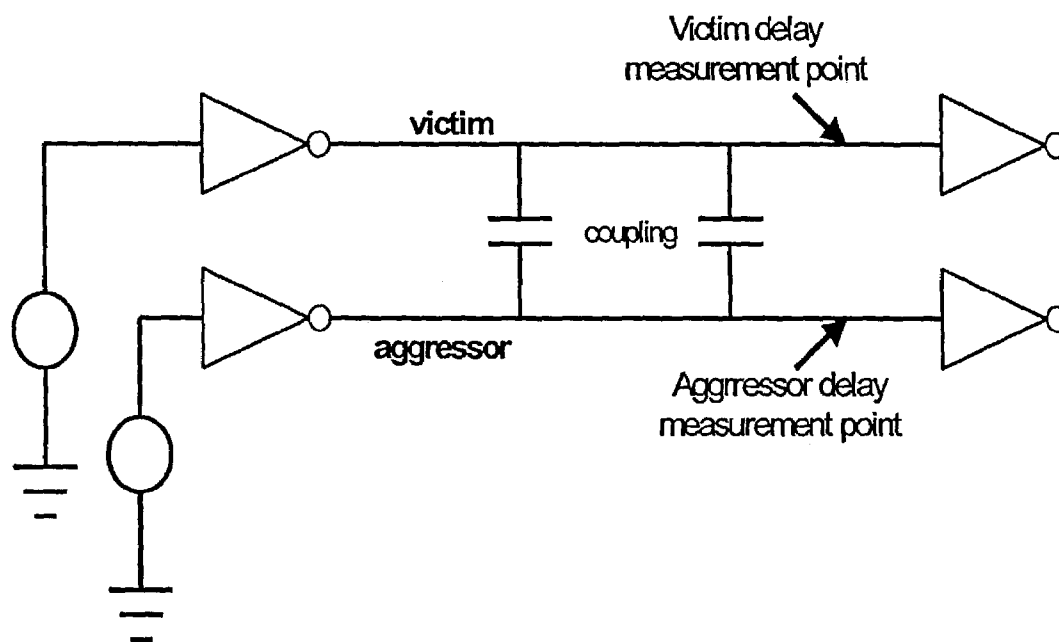 Victim delay
measurement point
victim
coupling
aggressor
Aggrressor delay
measurement point